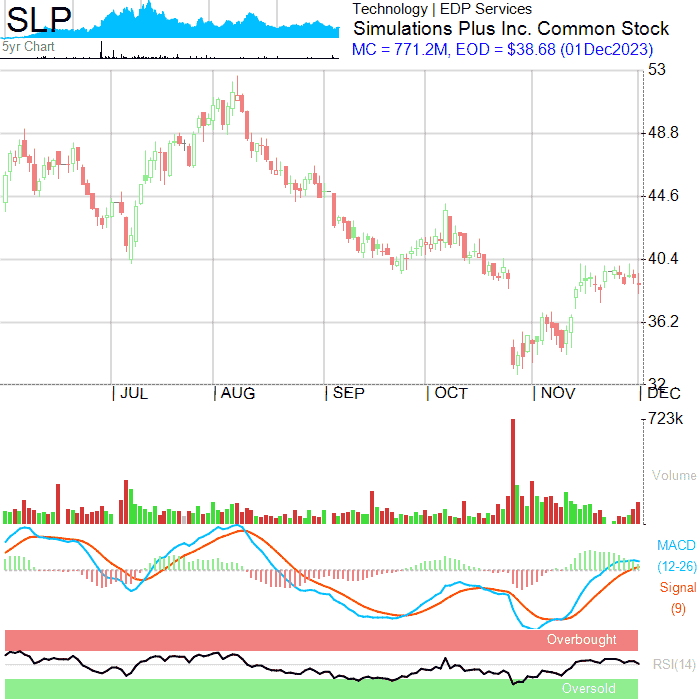 SLP
Technology | EDP Services
Simulations Plus Inc. Common Stock
MC = 771.2M, EOD = $38.68 (01Dec2023)
5yr Chart
53
48.8
44.6
40.4
36.2
32
JUL AUG SEP OCT NOV DEC
723k
Volume
MACD
(12-26)
Signal
(9)
Overbought
RSI(14)
Oversold